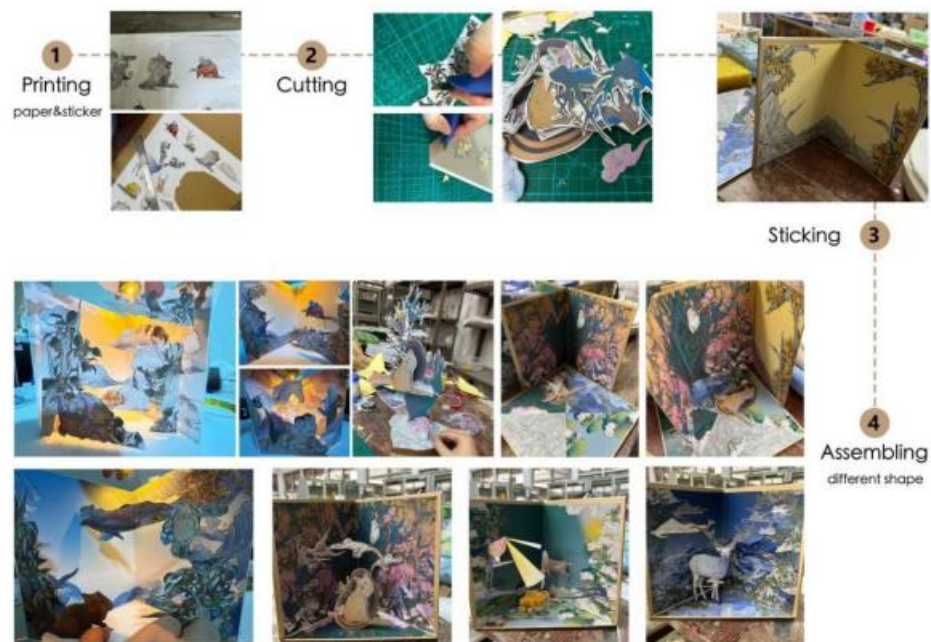 1
Printing
paper&sticker
2
Cutting
Sticking 3
4
Assembling
different shape